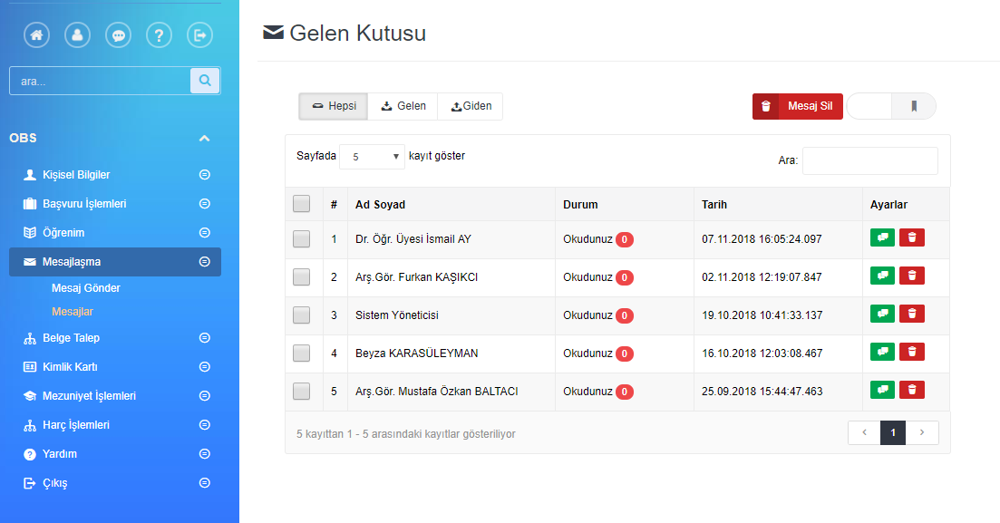 Gelen Kutusu
ara...
OBS
Kişisel Bilgiler
Başvuru İşlemleri
Öğrenim
Mesajlaşma
Mesaj Gönder
Mesajlar
Belge Talep
Kimlik Kartı
Mezuniyet İşlemleri
Harç İşlemleri
Yardım
Çıkış
Hepsi Gelen Giden Mesaj Sil
Sayfada 5 kayıt göster Ara:
# Ad Soyad Durum Tarih Ayarlar
1 Dr. Öğr. Üyesi İsmail AY Okudunuz 0 07.11.2018 16:05:24.097
2 Arş.Gör. Furkan KAŞIKCI Okudunuz 0 02.11.2018 12:19:07.847
3 Sistem Yöneticisi Okudunuz 0 19.10.2018 10:41:33.137
4 Beyza KARASÜLEYMAN Okudunuz 0 16.10.2018 12:03:08.467
5 Arş.Gör. Mustafa Özkan BALTACI Okudunuz 0 25.09.2018 15:44:47.463
5 kayıttan 1 - 5 arasındaki kayıtlar gösteriliyor ‹ 1 ›